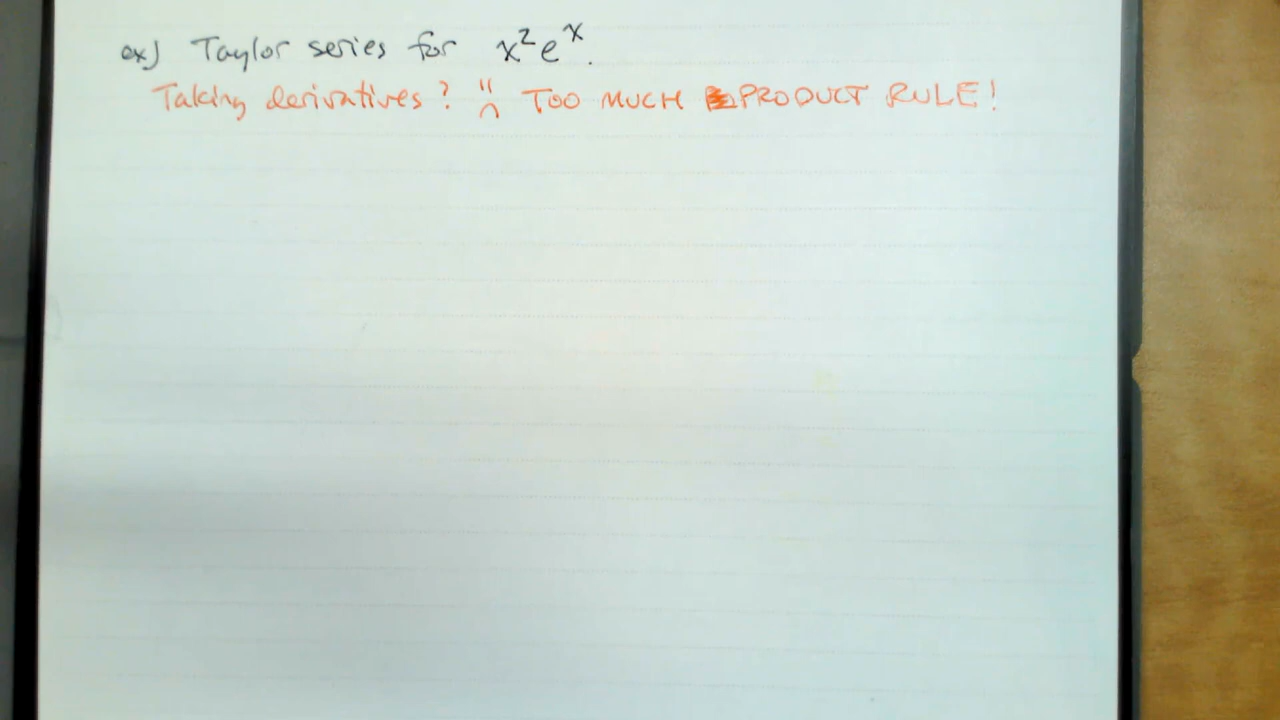 ex) Taylor series for x²eˣ.
Taking derivatives? TOO MUCH PRODUCT RULE!